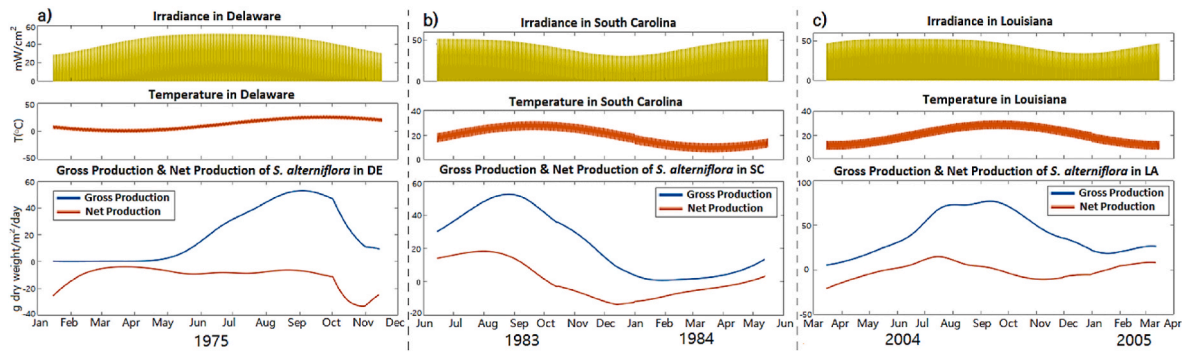 a)
Irradiance in Delaware
mW/cm²
60
40
20
0
Temperature in Delaware
T(°C)
50
25
0
-50
Gross Production & Net Production of S. alterniflora in DE
g dry weight/m²/day
60
40
20
0
-20
-40
Gross Production
Net Production
Jan Feb Mar Apr May Jun Jul Aug Sep Oct Nov Dec
1975
b)
Irradiance in South Carolina
50
0
Temperature in South Carolina
40
20
0
Gross Production & Net Production of S. alterniflora in SC
60
40
20
0
-20
Gross Production
Net Production
Jun Jul Aug Sep Oct Nov Dec Jan Feb Mar Apr May Jun
1983 1984
c)
Irradiance in Louisiana
50
0
Temperature in Louisiana
40
20
0
Gross Production & Net Production of S. alterniflora in LA
100
50
0
-50
Gross Production
Net Production
Mar Apr May Jun Jul Aug Sep Oct Nov Dec Jan Feb Mar Apr
2004 2005